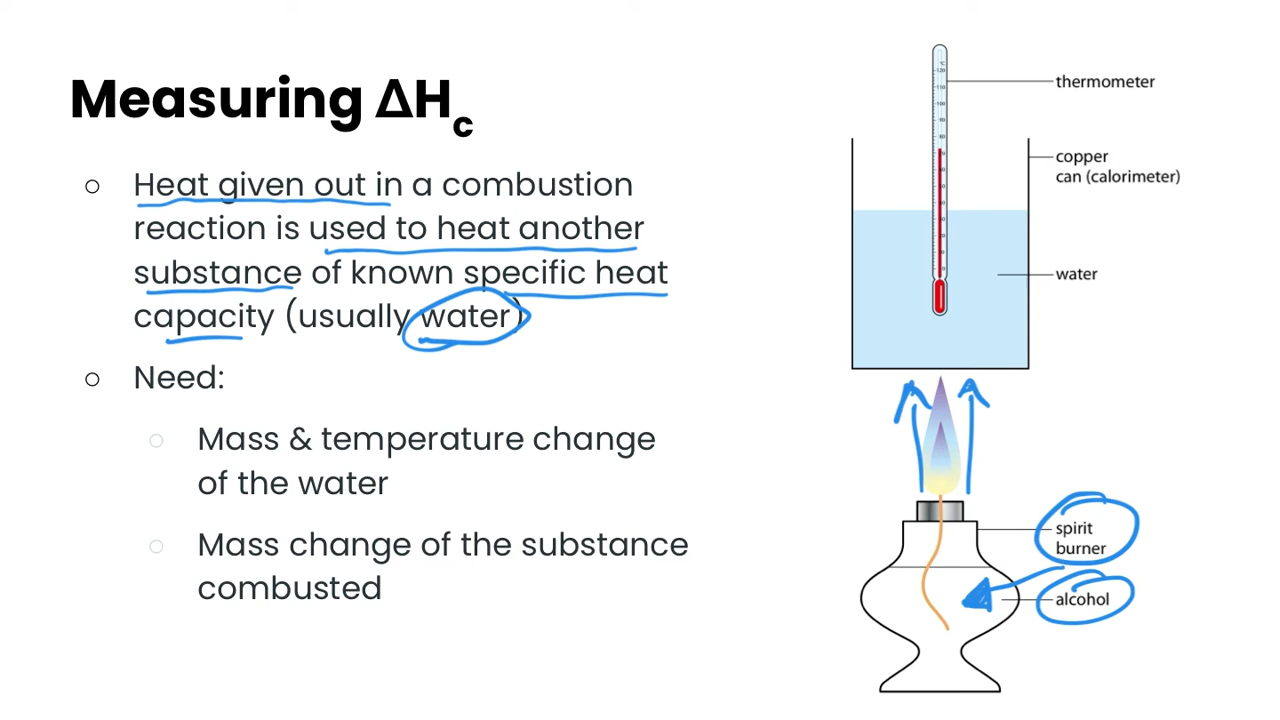 Measuring ΔHc
○ Heat given out in a combustion
reaction is used to heat another
substance of known specific heat
capacity (usually water)
○ Need:
○ Mass & temperature change
of the water
○ Mass change of the substance
combusted
thermometer
copper
can (calorimeter)
water
spirit
burner
alcohol